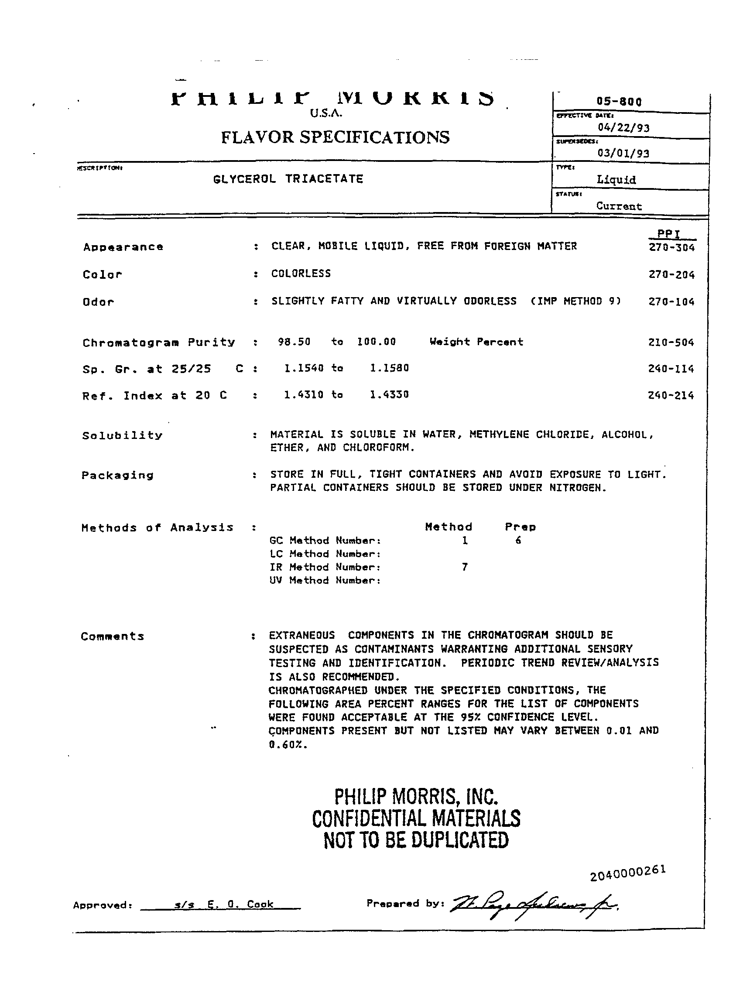 PHILIP MORRIS
U.S.A.
FLAVOR SPECIFICATIONS
05-800
EFFECTIVE DATE:
04/22/93
SUPERSEDES:
03/01/93
DESCRIPTION:
GLYCEROL TRIACETATE
TYPE:
Liquid
STATUS:
Current
PPI
Appearance : CLEAR, MOBILE LIQUID, FREE FROM FOREIGN MATTER 270-304
Color : COLORLESS 270-204
Odor : SLIGHTLY FATTY AND VIRTUALLY ODORLESS (IMP METHOD 9) 270-104
Chromatogram Purity : 98.50 to 100.00 Weight Percent 210-504
Sp. Gr. at 25/25 C : 1.1540 to 1.1580 240-114
Ref. Index at 20 C : 1.4310 to 1.4330 240-214
Solubility : MATERIAL IS SOLUBLE IN WATER, METHYLENE CHLORIDE, ALCOHOL,
ETHER, AND CHLOROFORM.
Packaging : STORE IN FULL, TIGHT CONTAINERS AND AVOID EXPOSURE TO LIGHT.
PARTIAL CONTAINERS SHOULD BE STORED UNDER NITROGEN.
Methods of Analysis : Method Prep
GC Method Number: 1 6
LC Method Number:
IR Method Number: 7
UV Method Number:
Comments : EXTRANEOUS COMPONENTS IN THE CHROMATOGRAM SHOULD BE
SUSPECTED AS CONTAMINANTS WARRANTING ADDITIONAL SENSORY
TESTING AND IDENTIFICATION. PERIODIC TREND REVIEW/ANALYSIS
IS ALSO RECOMMENDED.
CHROMATOGRAPHED UNDER THE SPECIFIED CONDITIONS, THE
FOLLOWING AREA PERCENT RANGES FOR THE LIST OF COMPONENTS
WERE FOUND ACCEPTABLE AT THE 95% CONFIDENCE LEVEL.
COMPONENTS PRESENT BUT NOT LISTED MAY VARY BETWEEN 0.01 AND
0.60%.
PHILIP MORRIS, INC.
CONFIDENTIAL MATERIALS
NOT TO BE DUPLICATED
2040000261
Approved: s/s E. O. Cook Prepared by: